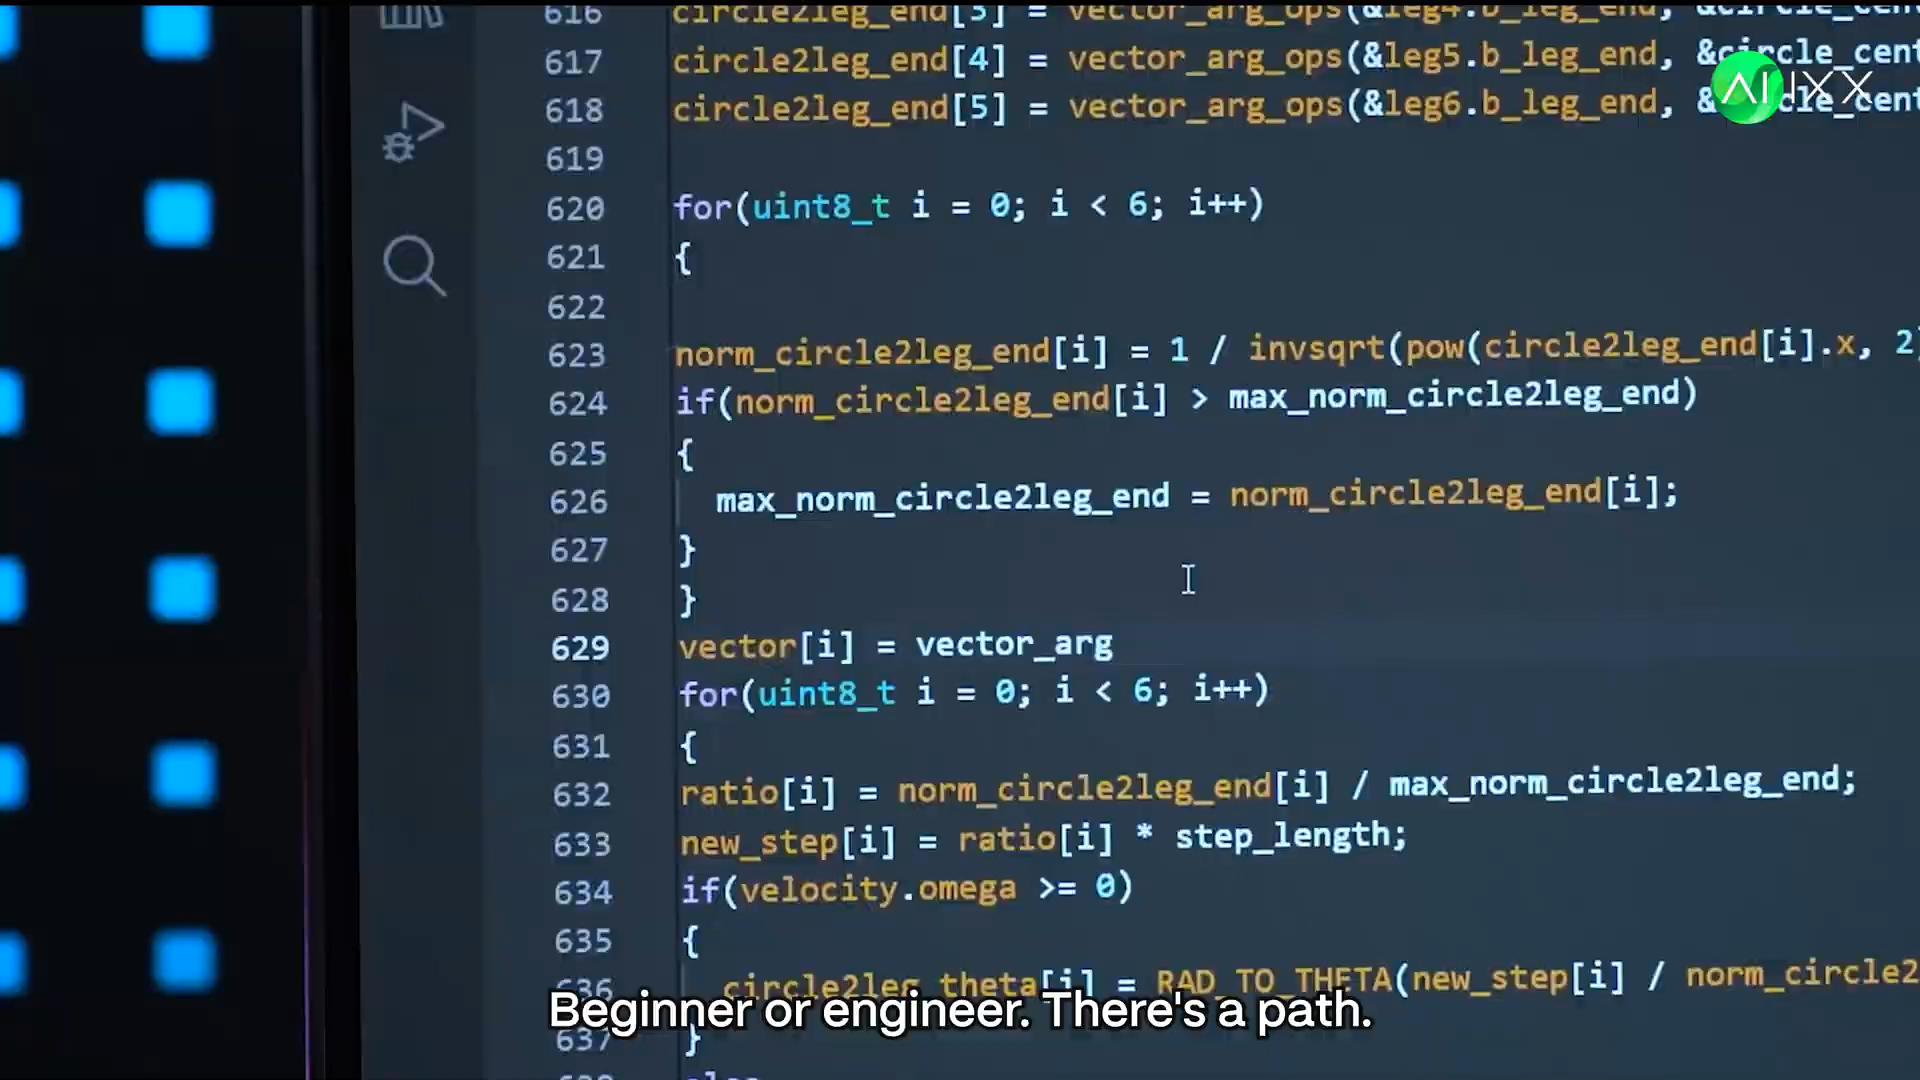 616 circle2leg_end[3] = vector_arg_ops(&leg4.b_leg_end, &circle_cent
617 circle2leg_end[4] = vector_arg_ops(&leg5.b_leg_end, &circle_cent
618 circle2leg_end[5] = vector_arg_ops(&leg6.b_leg_end, &circle_cent
AI IXX
619
620 for(uint8_t i = 0; i < 6; i++)
621 {
622
623 norm_circle2leg_end[i] = 1 / invsqrt(pow(circle2leg_end[i].x, 2)
624 if(norm_circle2leg_end[i] > max_norm_circle2leg_end)
625 {
626 max_norm_circle2leg_end = norm_circle2leg_end[i];
627 }
628 }
629 vector[i] = vector_arg
630 for(uint8_t i = 0; i < 6; i++)
631 {
632 ratio[i] = norm_circle2leg_end[i] / max_norm_circle2leg_end;
633 new_step[i] = ratio[i] * step_length;
634 if(velocity.omega >= 0)
635 {
636 circle2leg_theta[i] = RAD_TO_THETA(new_step[i] / norm_circle2
Beginner or engineer. There's a path.
637 }